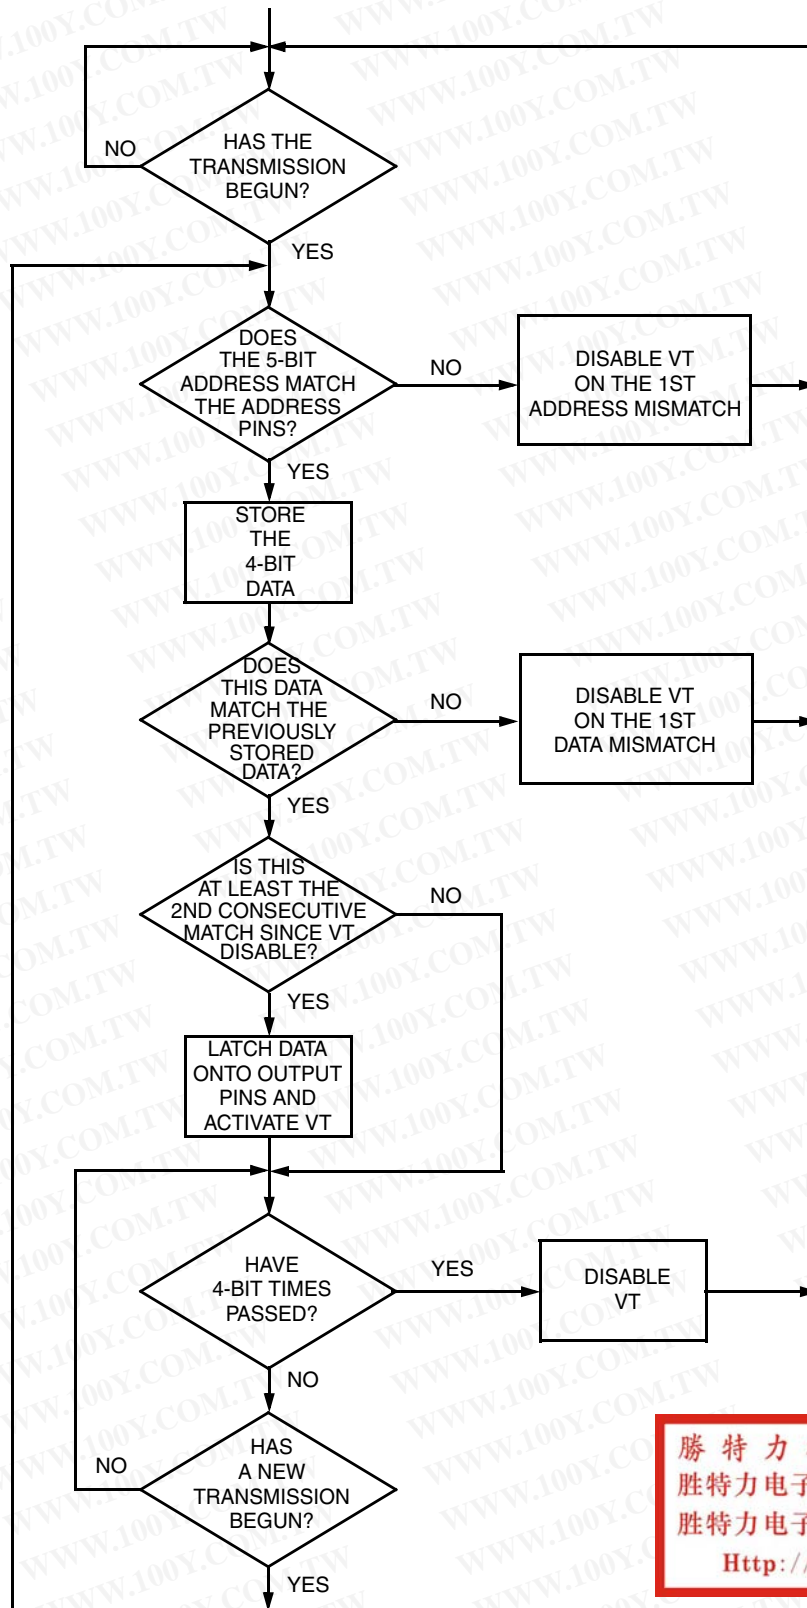 HAS THE
TRANSMISSION
BEGUN?
NO
YES
DOES
THE 5-BIT
ADDRESS MATCH
THE ADDRESS
PINS?
NO
DISABLE VT
ON THE 1ST
ADDRESS MISMATCH
YES
STORE
THE
4-BIT
DATA
DOES
THIS DATA
MATCH THE
PREVIOUSLY
STORED
DATA?
NO
DISABLE VT
ON THE 1ST
DATA MISMATCH
YES
IS THIS
AT LEAST THE
2ND CONSECUTIVE
MATCH SINCE VT
DISABLE?
NO
YES
LATCH DATA
ONTO OUTPUT
PINS AND
ACTIVATE VT
HAVE
4-BIT TIMES
PASSED?
YES
DISABLE
VT
NO
HAS
A NEW
TRANSMISSION
BEGUN?
NO
YES
勝 特 力
胜特力电子
胜特力电子
Http://
WWW.100Y.COM.TW